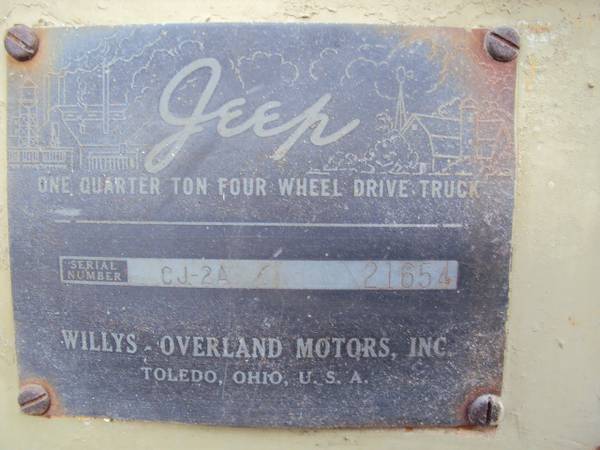 Jeep
ONE QUARTER TON FOUR WHEEL DRIVE TRUCK
SERIAL NUMBER CJ-2A 21654
WILLYS-OVERLAND MOTORS, INC.
TOLEDO, OHIO, U. S. A.